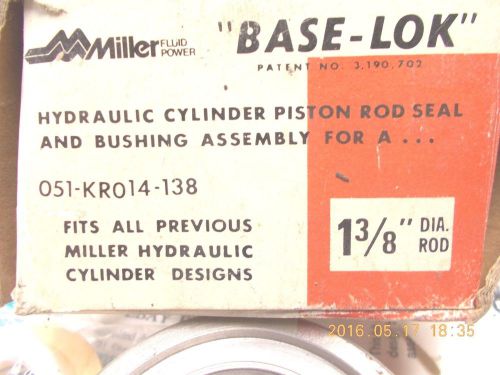 Miller FLUID POWER "BASE-LOK"
PATENT NO. 3,190,702
HYDRAULIC CYLINDER PISTON ROD SEAL
AND BUSHING ASSEMBLY FOR A ...
051-KR014-138
FITS ALL PREVIOUS
MILLER HYDRAULIC
CYLINDER DESIGNS
1 3/8" DIA. ROD
2016.05.17 18:35